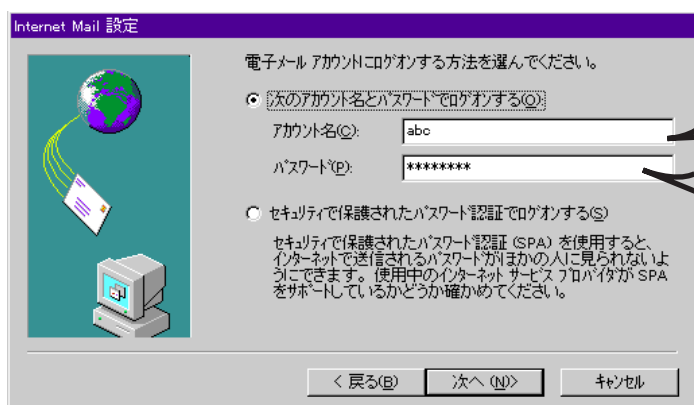 Internet Mail 設定
電子メール アカウントにログオンする方法を選んでください。
次のアカウント名とパスワードでログオンする(O):
アカウント名(C):
abc
パスワード(P):
********
セキュリティで保護されたパスワード認証でログオンする(S)
セキュリティで保護されたパスワード認証 (SPA) を使用すると、
インターネットで送信されるパスワードがほかの人に見られないよ
うにできます。使用中のインターネット サービス プロバイダが SPA
をサポートしているかどうか確かめてください。
< 戻る(B)
次へ (N)>
キャンセル